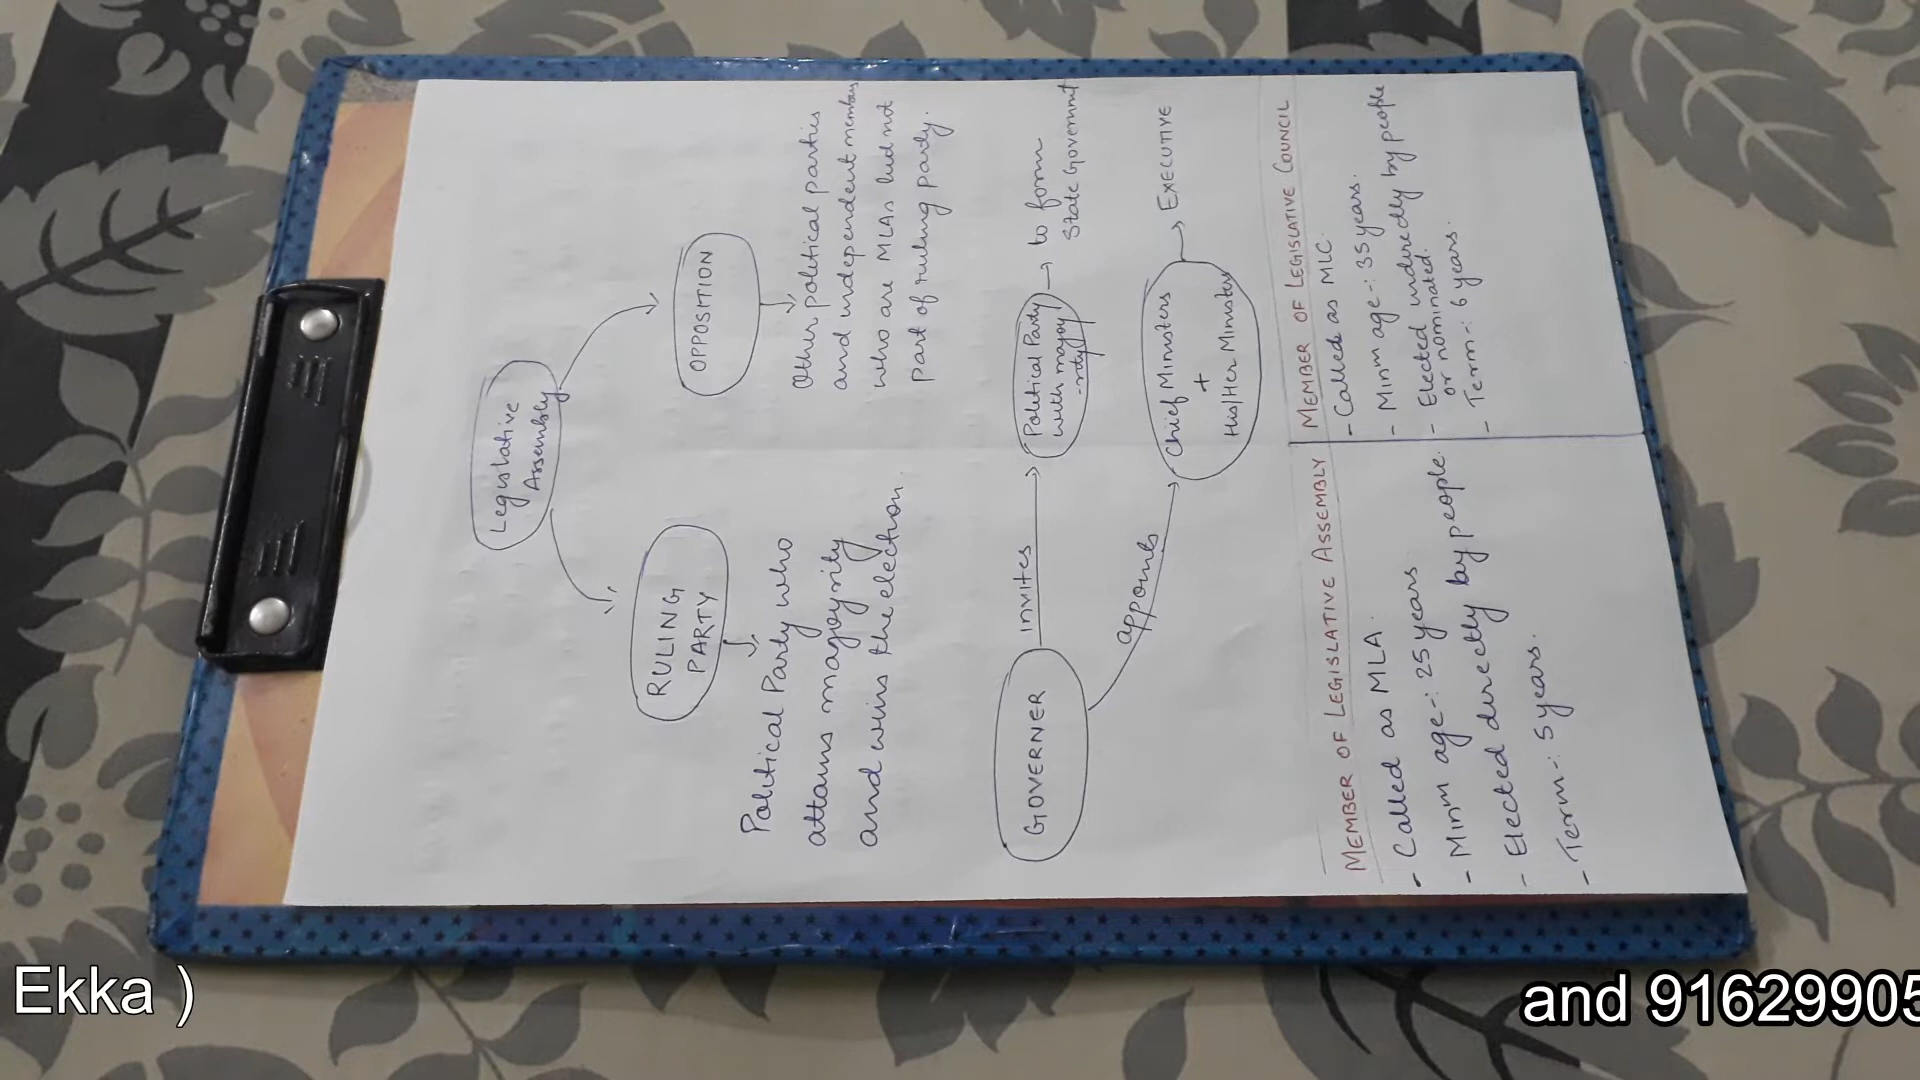 Legislative
Assembly
RULING
PARTY
Political Party who
attains magoyrity
and wins the election.
OPPOSITION
Other political parties
and independent members
who are MLAs but not
part of ruling party.
GOVERNER
invites
Political Party
with majoy
-rity
to form
State Government
appoints
Chief Ministers
+
His/Her Ministers
EXECUTIVE
MEMBER OF LEGISLATIVE ASSEMBLY
- Called as MLA.
- Minm age-: 25 years
- Elected directly by people.
- Term-: 5 years.
MEMBER OF LEGISLATIVE COUNCIL
- Called as MLC.
- Minm age-: 35 years.
- Elected indirectly by people
or nominated.
- Term-: 6 years.
Ekka )
and 91629905